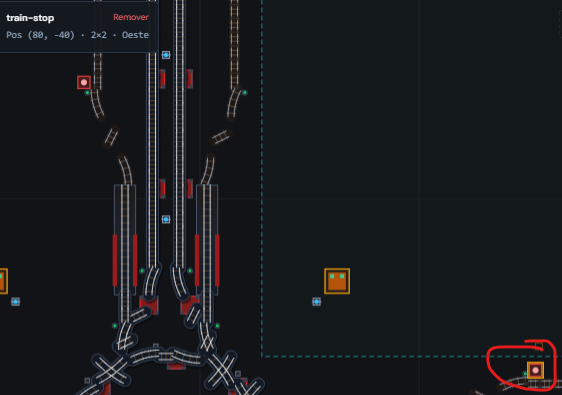 train-stop Remover
Pos (80, -40) · 2×2 · Oeste